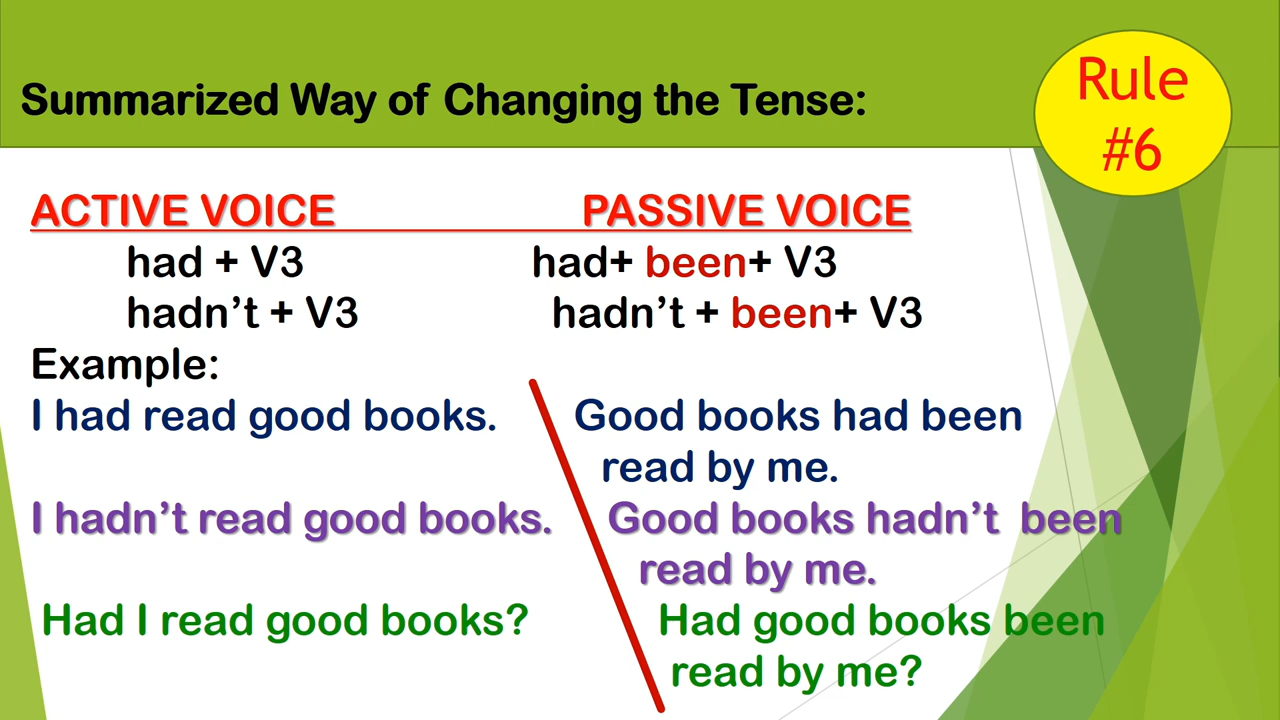 Summarized Way of Changing the Tense:
Rule
#6
ACTIVE VOICE PASSIVE VOICE
had + V3 had+ been+ V3
hadn’t + V3 hadn’t + been+ V3
Example:
I had read good books. Good books had been
read by me.
I hadn’t read good books. Good books hadn’t been
read by me.
Had I read good books? Had good books been
read by me?